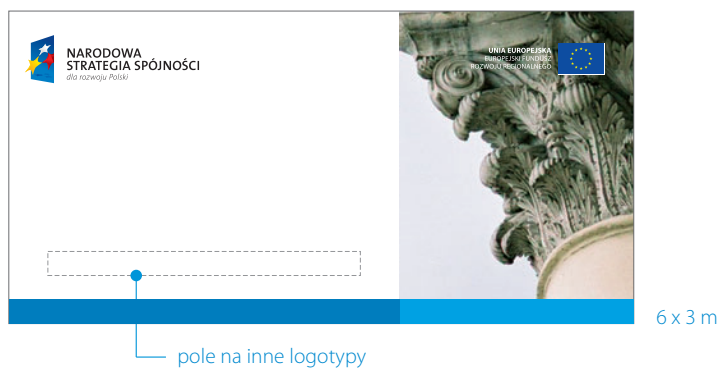 NARODOWA
STRATEGIA SPÓJNOŚCI
dla rozwoju Polski
UNIA EUROPEJSKA
EUROPEJSKI FUNDUSZ
ROZWOJU REGIONALNEGO
6 x 3 m
pole na inne logotypy